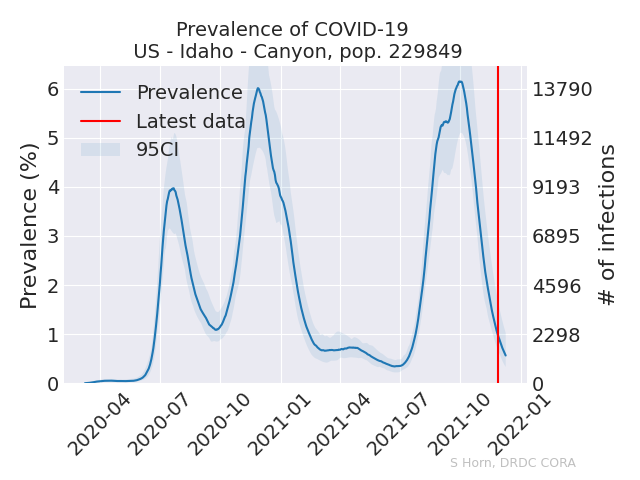 Prevalence of COVID-19
US - Idaho - Canyon, pop. 229849
Prevalence
Latest data
95CI
Prevalence (%)
6
5
4
3
2
1
0
13790
11492
9193
6895
4596
2298
0
# of infections
2020-04
2020-07
2020-10
2021-01
2021-04
2021-07
2021-10
2022-01
S Horn, DRDC CORA